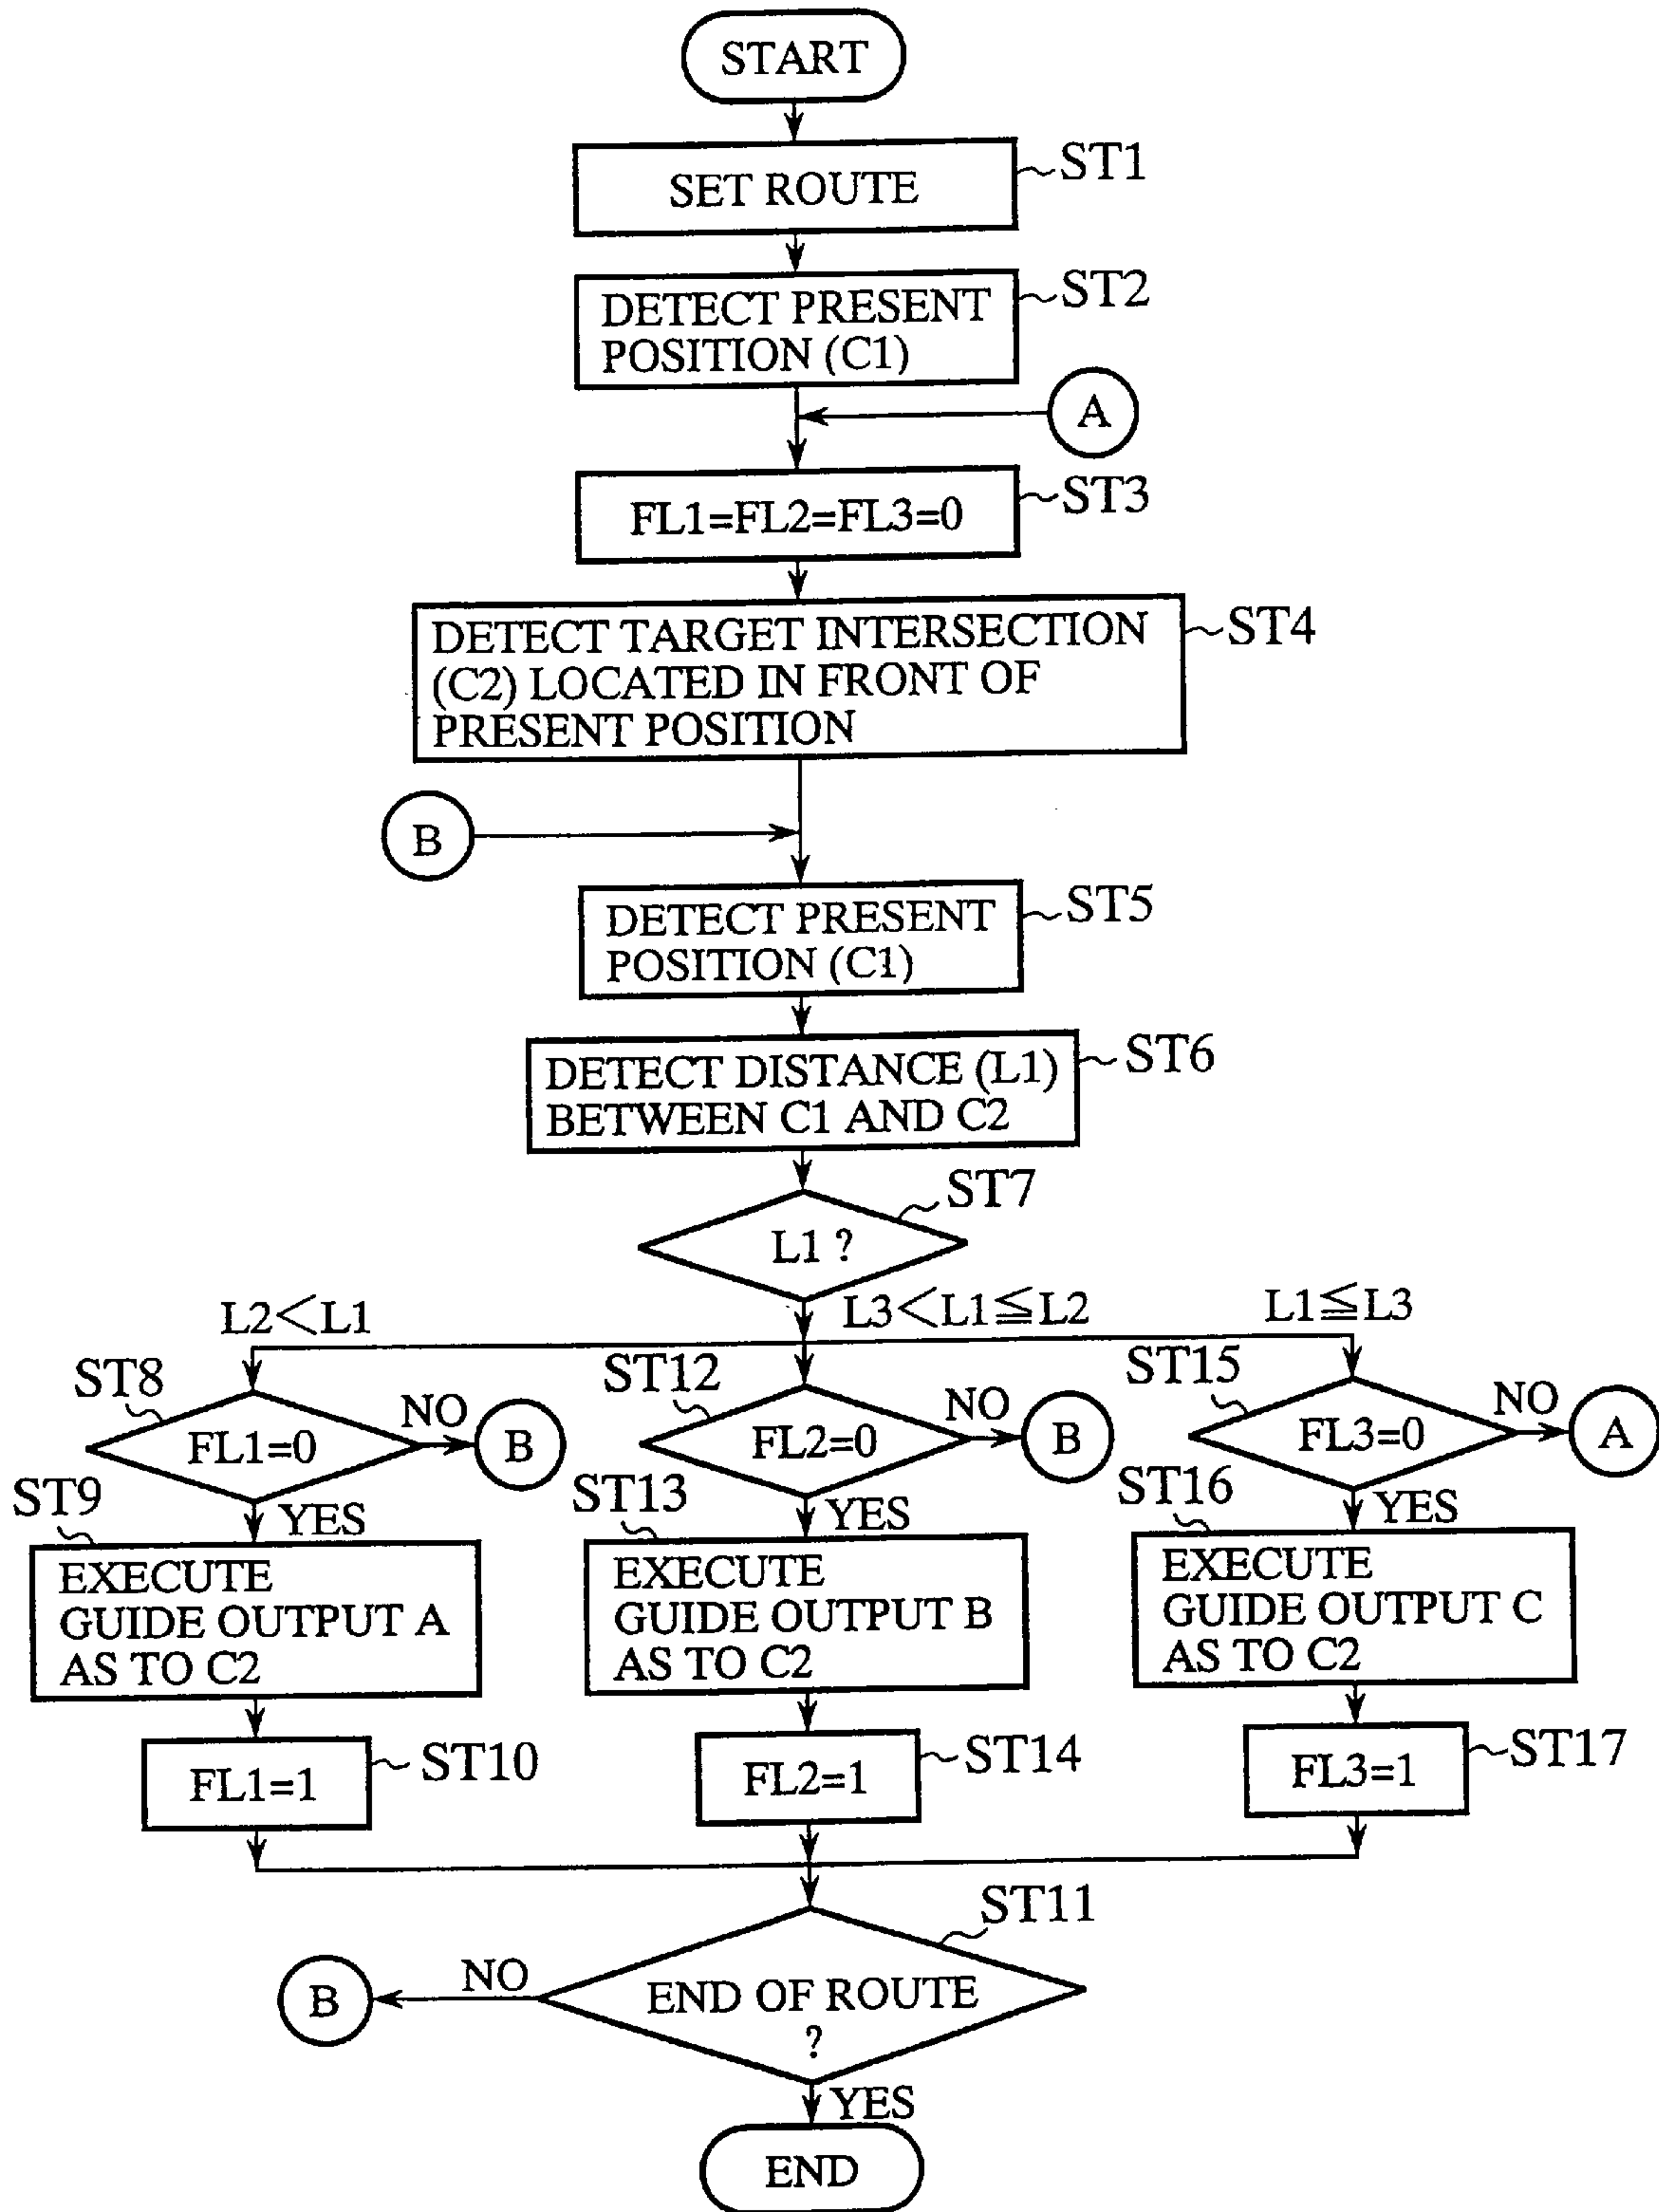 START
SET ROUTE
ST1
DETECT PRESENT
POSITION (C1)
ST2
A
FL1=FL2=FL3=0
ST3
DETECT TARGET INTERSECTION
(C2) LOCATED IN FRONT OF
PRESENT POSITION
ST4
B
DETECT PRESENT
POSITION (C1)
ST5
DETECT DISTANCE (L1)
BETWEEN C1 AND C2
ST6
ST7
L1 ?
L2<L1
L3<L1≦L2
L1≦L3
ST8
FL1=0
NO
B
ST12
FL2=0
NO
B
ST15
FL3=0
NO
A
ST9
YES
EXECUTE
GUIDE OUTPUT A
AS TO C2
ST13
YES
EXECUTE
GUIDE OUTPUT B
AS TO C2
ST16
YES
EXECUTE
GUIDE OUTPUT C
AS TO C2
FL1=1
ST10
FL2=1
ST14
FL3=1
ST17
ST11
END OF ROUTE
?
NO
B
YES
END